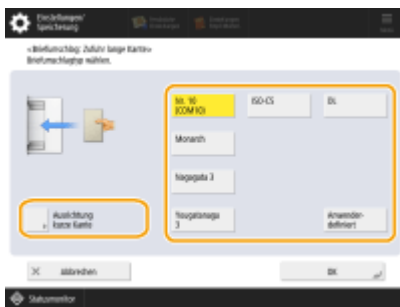 Einstellungen/
Speicherung
<Briefumschlag: Zufuhr lange Kante>
Briefumschlagtyp wählen.
Nr. 10
(COM10)
ISO-C5
DL
Monarch
Nagagata 3
Ausrichtung
kurze Kante
Yougatanaga
3
Anwender-
definiert
Abbrechen
OK
Statusmonitor